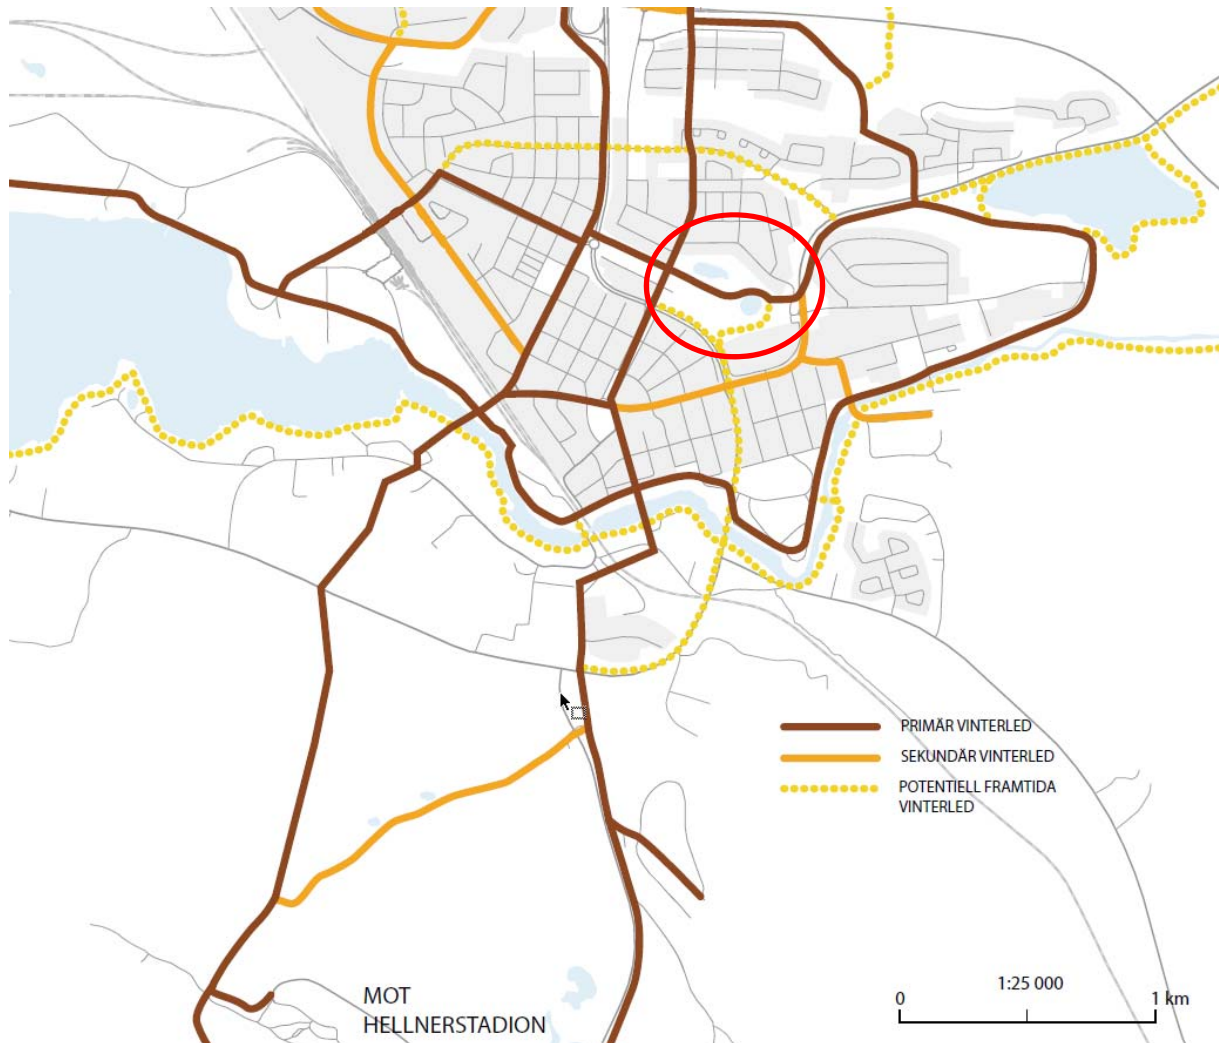 PRIMÄR VINTERLED
SEKUNDÄR VINTERLED
POTENTIELL FRAMTIDA
VINTERLED
1:25 000
0 1 km
MOT
HELLNERSTADION